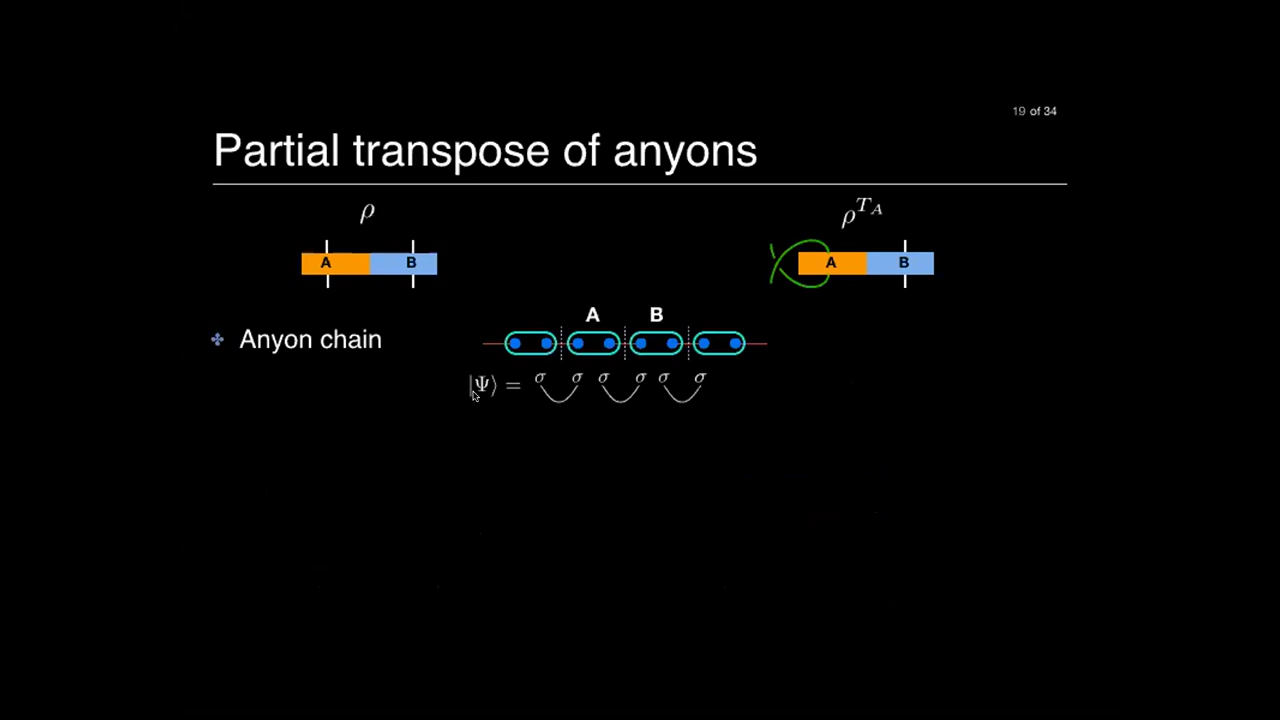 19 of 34
Partial transpose of anyons
ρ
ρ^{T_A}
A B
A B
A B
Anyon chain
|Ψ⟩ = σ σ σ σ σ σ